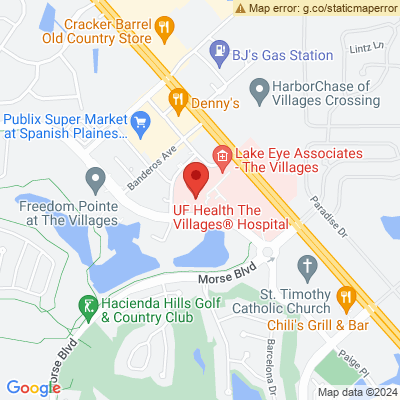 Map error: g.co/staticmaperror
Cracker Barrel
Old Country Store
Lintz Ln
BJ's Gas Station
HarborChase of
Villages Crossing
Denny's
Publix Super Market
at Spanish Plaines...
Banderos Ave
Lake Eye Associates
- The Villages
Freedom Pointe
at The Villages
UF Health The
Villages® Hospital
Paradise Dr
Morse Blvd
St. Timothy
Catholic Church
Hacienda Hills Golf
& Country Club
Chili's Grill & Bar
Morse Blvd
Barcelona Dr
Paige Pl
Google
Map data ©2024